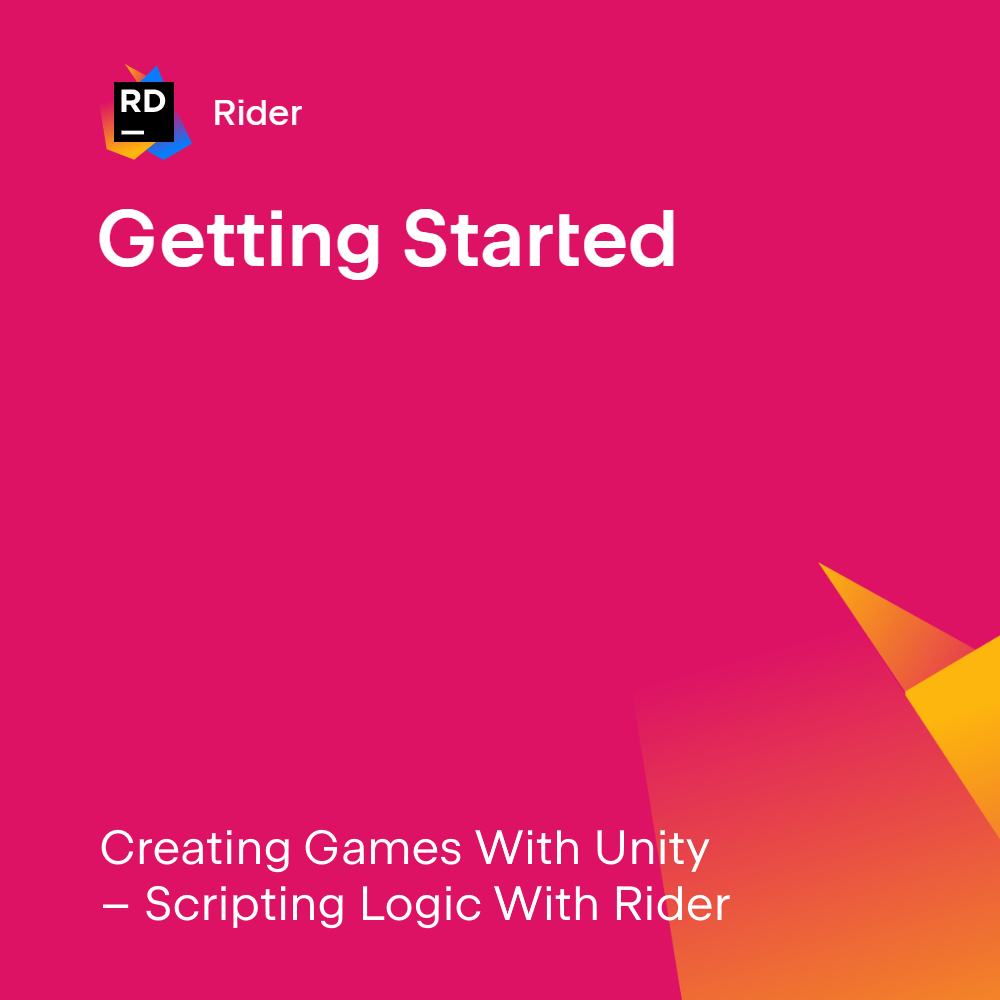 RD
Rider
Getting Started
Creating Games With Unity
– Scripting Logic With Rider